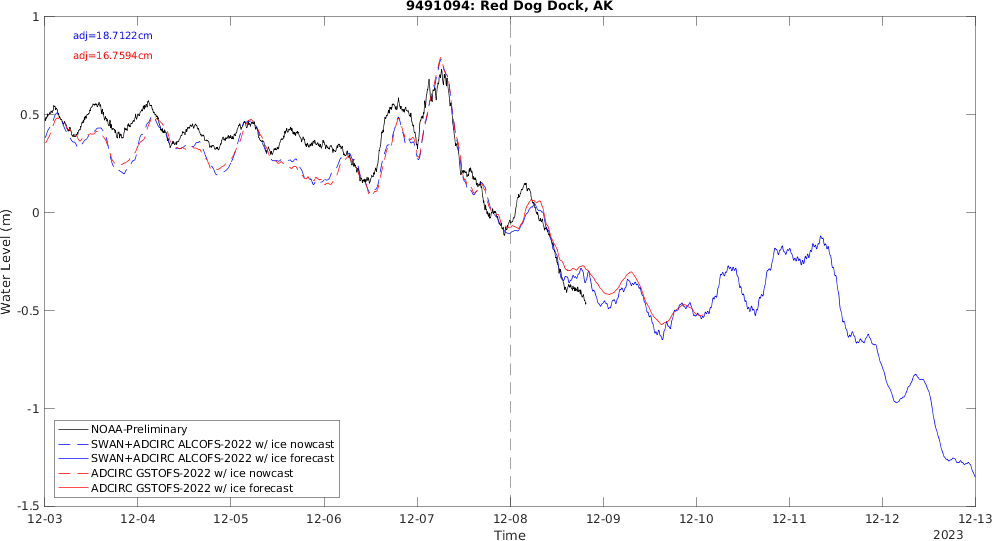 9491094: Red Dog Dock, AK
adj=18.7122cm
adj=16.7594cm
1
0.5
0
-0.5
-1
-1.5
Water Level (m)
NOAA-Preliminary
SWAN+ADCIRC ALCOFS-2022 w/ ice nowcast
SWAN+ADCIRC ALCOFS-2022 w/ ice forecast
ADCIRC GSTOFS-2022 w/ ice nowcast
ADCIRC GSTOFS-2022 w/ ice forecast
12-03 12-04 12-05 12-06 12-07 12-08 12-09 12-10 12-11 12-12 12-13
Time
2023